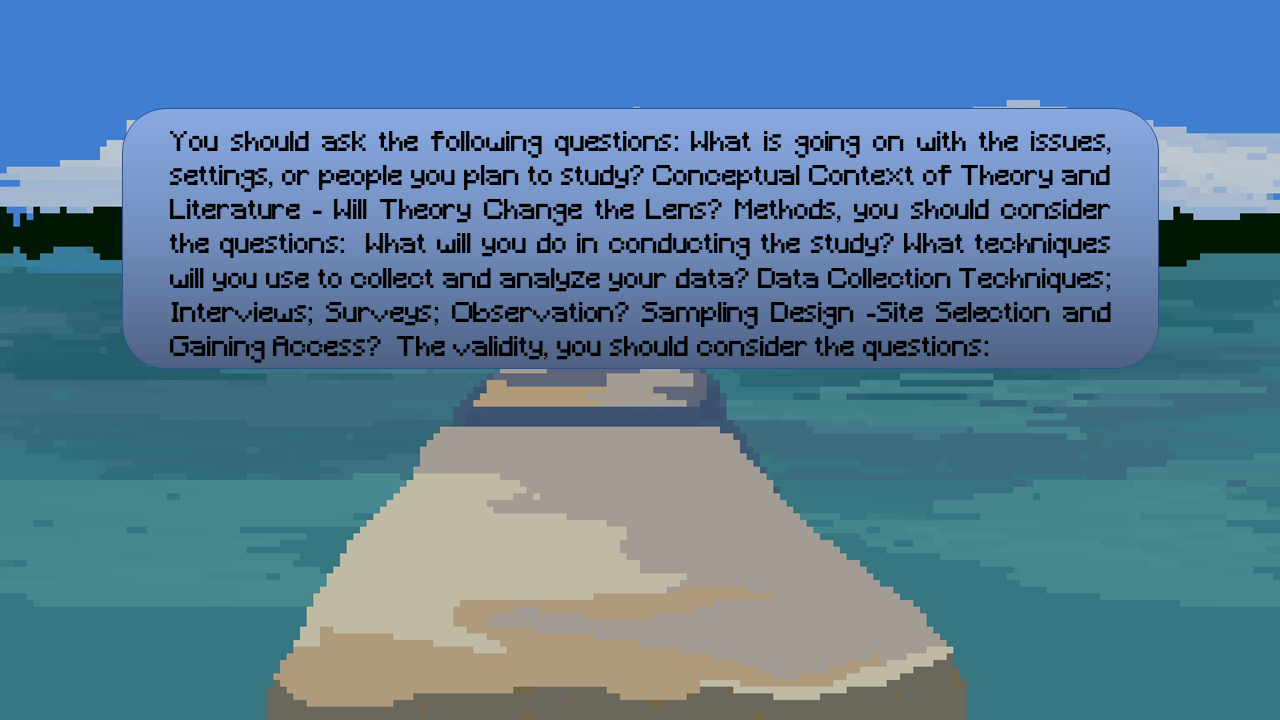 You should ask the following questions: What is going on with the issues,
settings, or people you plan to study? Conceptual Context of Theory and
Literature - Will Theory Change the Lens? Methods, you should consider
the questions:  What will you do in conducting the study? What techniques
will you use to collect and analyze your data? Data Collection Techniques;
Interviews; Surveys; Observation? Sampling Design -Site Selection and
Gaining Access?  The validity, you should consider the questions: